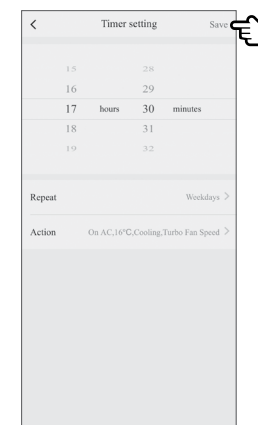 Timer setting Save
15 28
16 29
17 hours 30 minutes
18 31
19 32
Repeat Weekdays
Action On AC,16°C,Cooling,Turbo Fan Speed